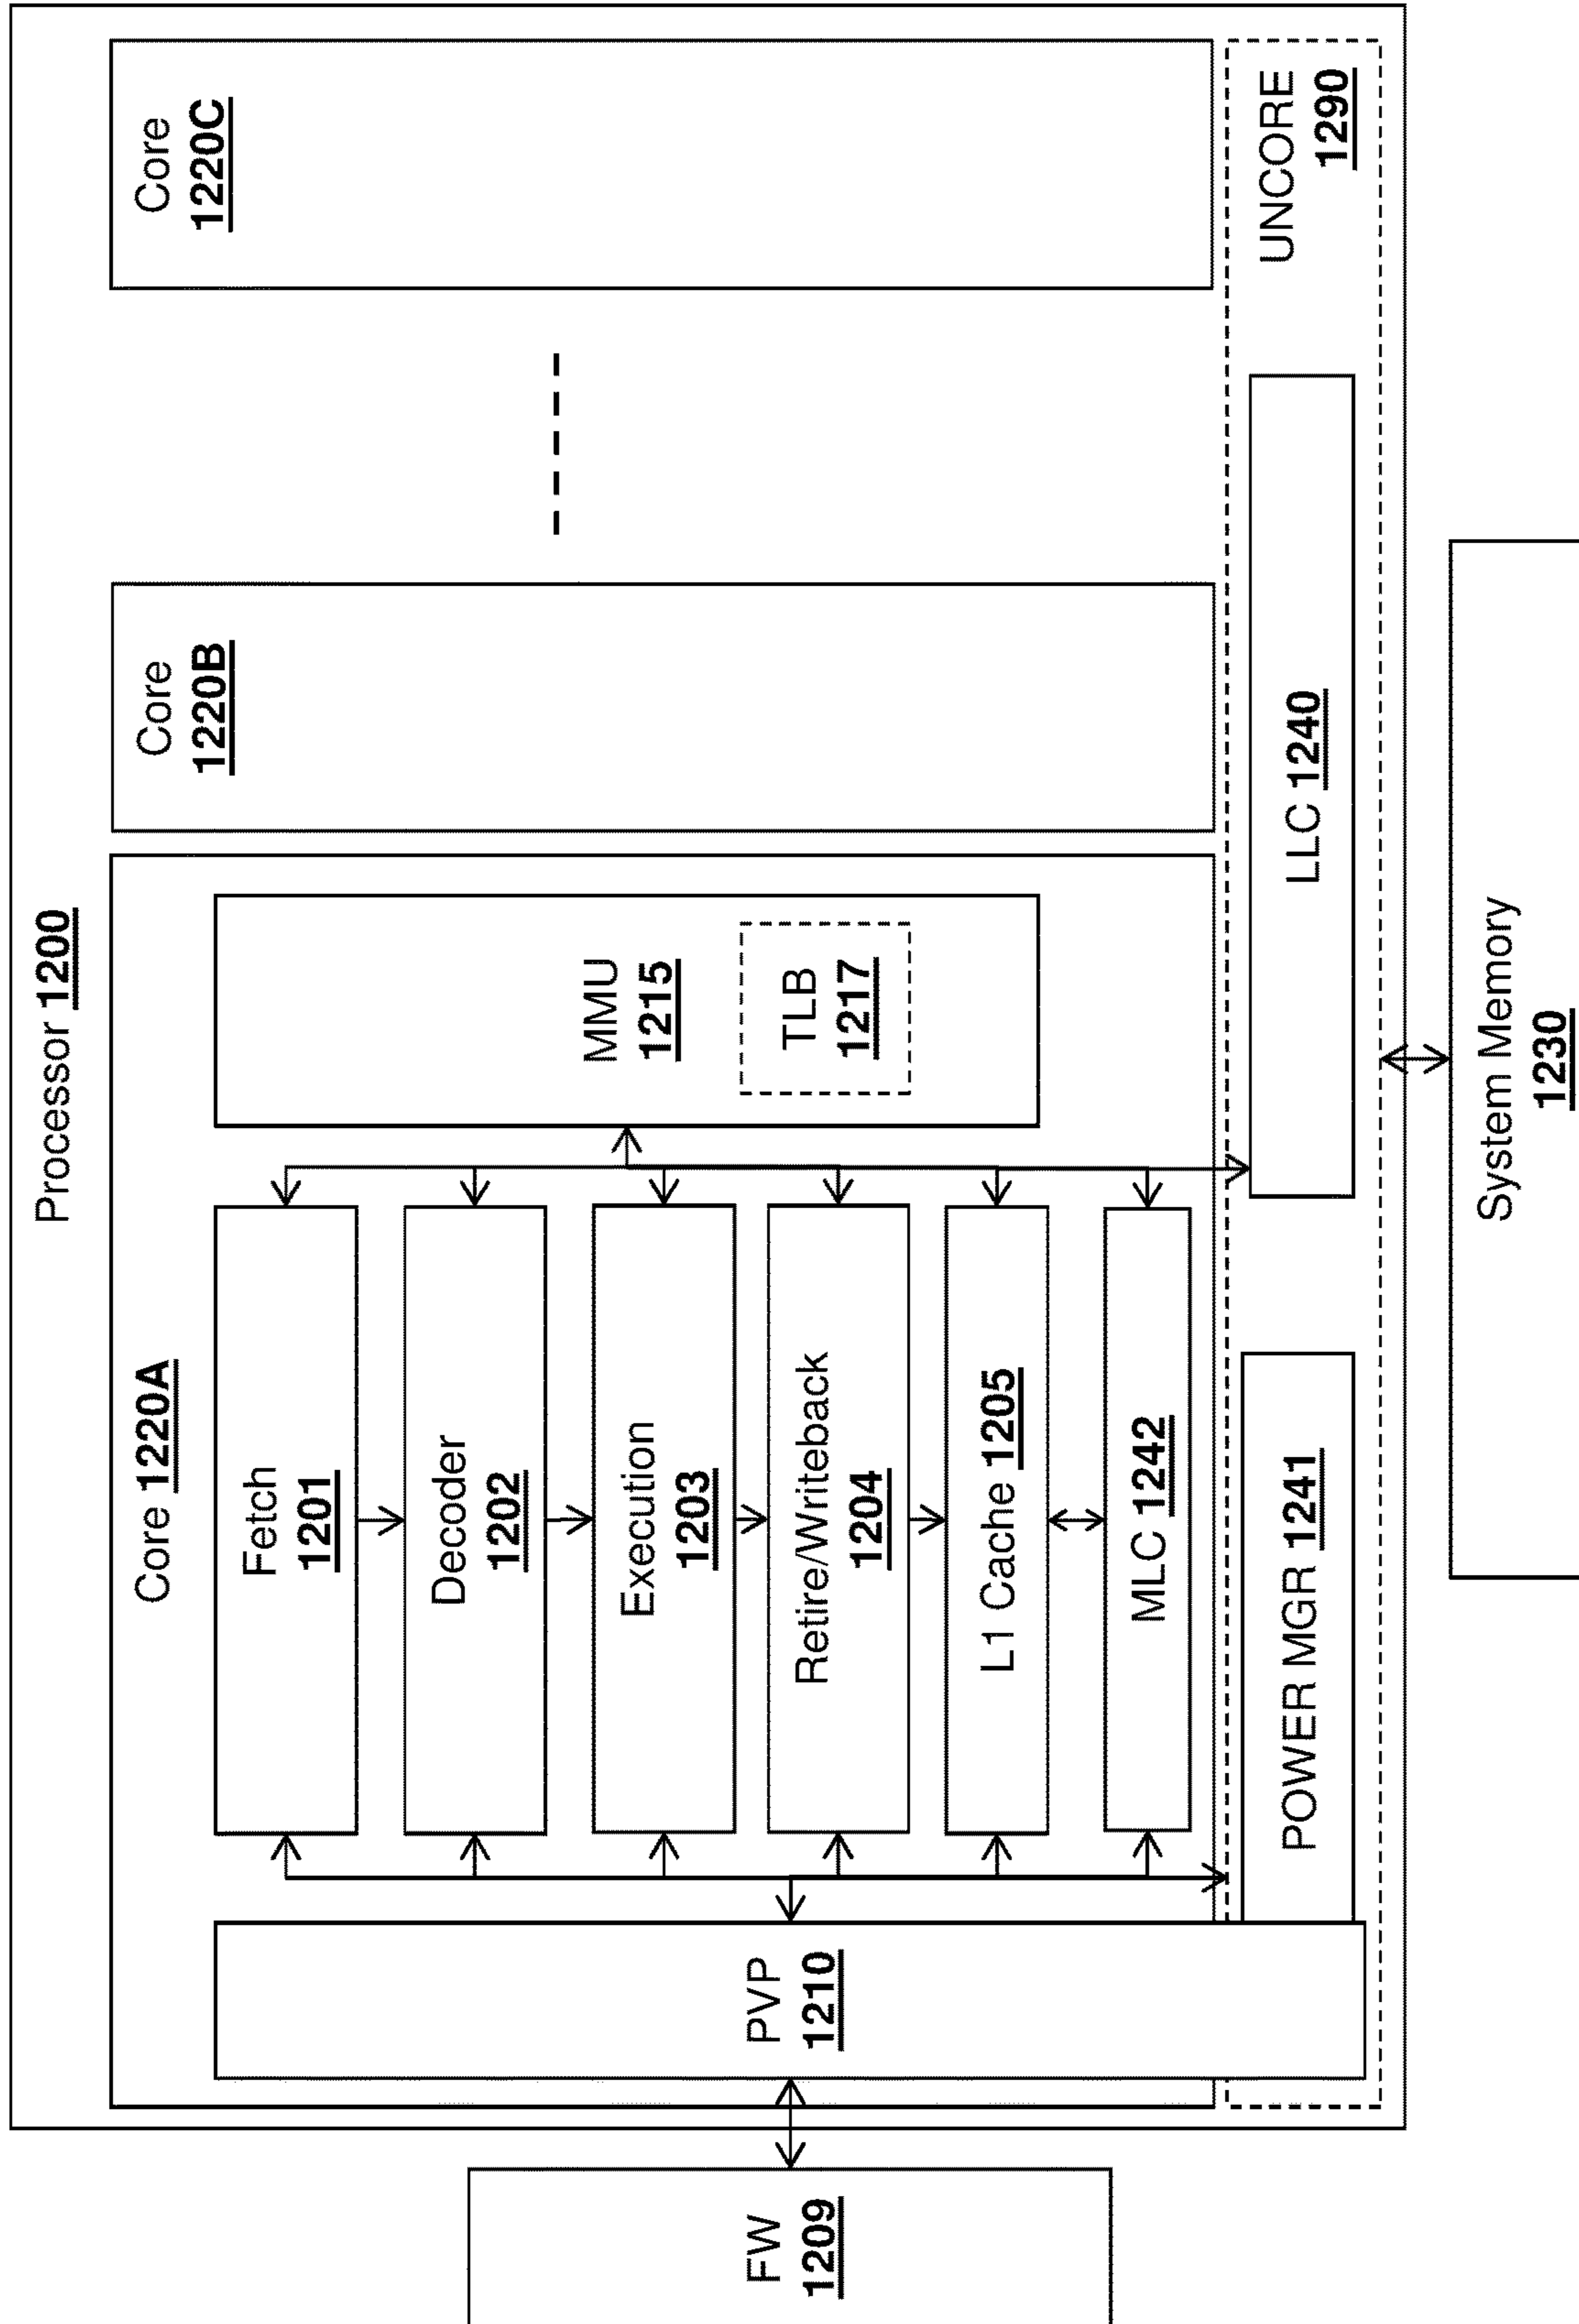 Processor 1200
Core 1220A
Fetch
1201
Decoder
1202
Execution
1203
Retire/Writeback
1204
L1 Cache 1205
MLC 1242
MMU
1215
TLB
1217
PVP
1210
FW
1209
Core
1220B
Core
1220C
POWER MGR 1241
LLC 1240
UNCORE
1290
System Memory
1230